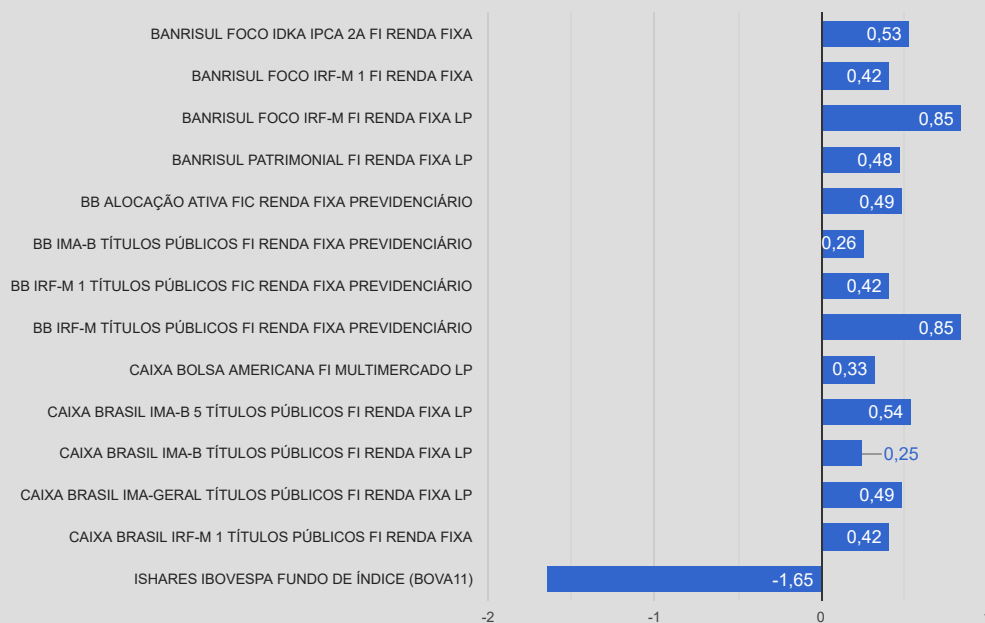 BANRISUL FOCO IDKA IPCA 2A FI RENDA FIXA 0,53
BANRISUL FOCO IRF-M 1 FI RENDA FIXA 0,42
BANRISUL FOCO IRF-M FI RENDA FIXA LP 0,85
BANRISUL PATRIMONIAL FI RENDA FIXA LP 0,48
BB ALOCAÇÃO ATIVA FIC RENDA FIXA PREVIDENCIÁRIO 0,49
BB IMA-B TÍTULOS PÚBLICOS FI RENDA FIXA PREVIDENCIÁRIO 0,26
BB IRF-M 1 TÍTULOS PÚBLICOS FIC RENDA FIXA PREVIDENCIÁRIO 0,42
BB IRF-M TÍTULOS PÚBLICOS FI RENDA FIXA PREVIDENCIÁRIO 0,85
CAIXA BOLSA AMERICANA FI MULTIMERCADO LP 0,33
CAIXA BRASIL IMA-B 5 TÍTULOS PÚBLICOS FI RENDA FIXA LP 0,54
CAIXA BRASIL IMA-B TÍTULOS PÚBLICOS FI RENDA FIXA LP 0,25
CAIXA BRASIL IMA-GERAL TÍTULOS PÚBLICOS FI RENDA FIXA LP 0,49
CAIXA BRASIL IRF-M 1 TÍTULOS PÚBLICOS FI RENDA FIXA 0,42
ISHARES IBOVESPA FUNDO DE ÍNDICE (BOVA11) -1,65
-2 -1 0